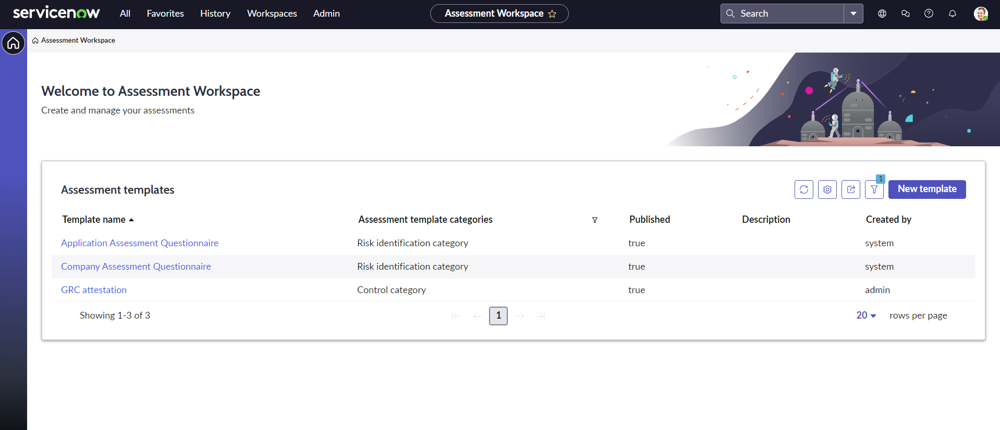 servicenow All Favorites History Workspaces Admin Assessment Workspace Search
Assessment Workspace
Welcome to Assessment Workspace
Create and manage your assessments
1
Assessment templates New template
Template name Assessment template categories Published Description Created by
Application Assessment Questionnaire Risk identification category true system
Company Assessment Questionnaire Risk identification category true system
GRC attestation Control category true admin
Showing 1-3 of 3 1 20 rows per page